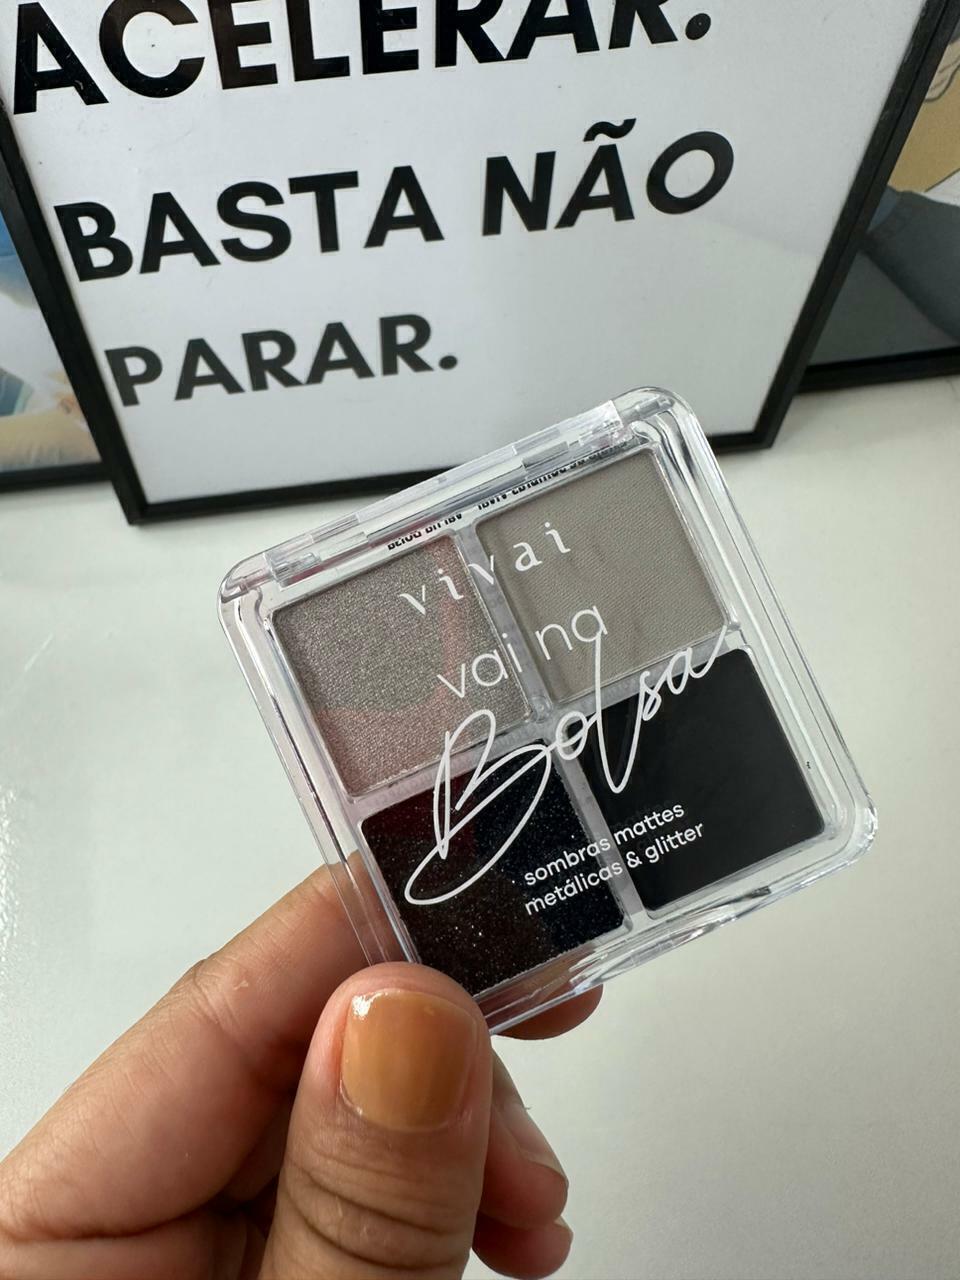 ACELERAR.
BASTA NÃO
PARAR.
vivai
vai na
Bolsa
sombras mattes
metálicas & glitter